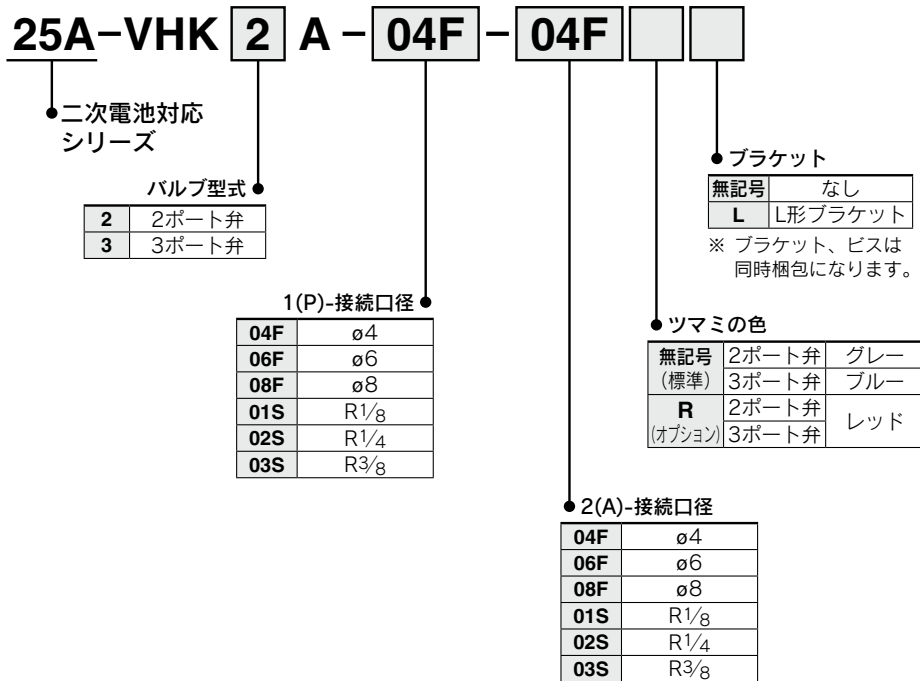 25A-VHK 2 A - 04F - 04F
二次電池対応
シリーズ
バルブ型式
2 2ポート弁
3 3ポート弁
1(P)-接続口径
04F ø4
06F ø6
08F ø8
01S R1/8
02S R1/4
03S R3/8
ブラケット
無記号 なし
L L形ブラケット
※ ブラケット、ビスは
同時梱包になります。
ツマミの色
無記号 2ポート弁 グレー
(標準) 3ポート弁 ブルー
R 2ポート弁 レッド
(オプション) 3ポート弁
2(A)-接続口径
04F ø4
06F ø6
08F ø8
01S R1/8
02S R1/4
03S R3/8